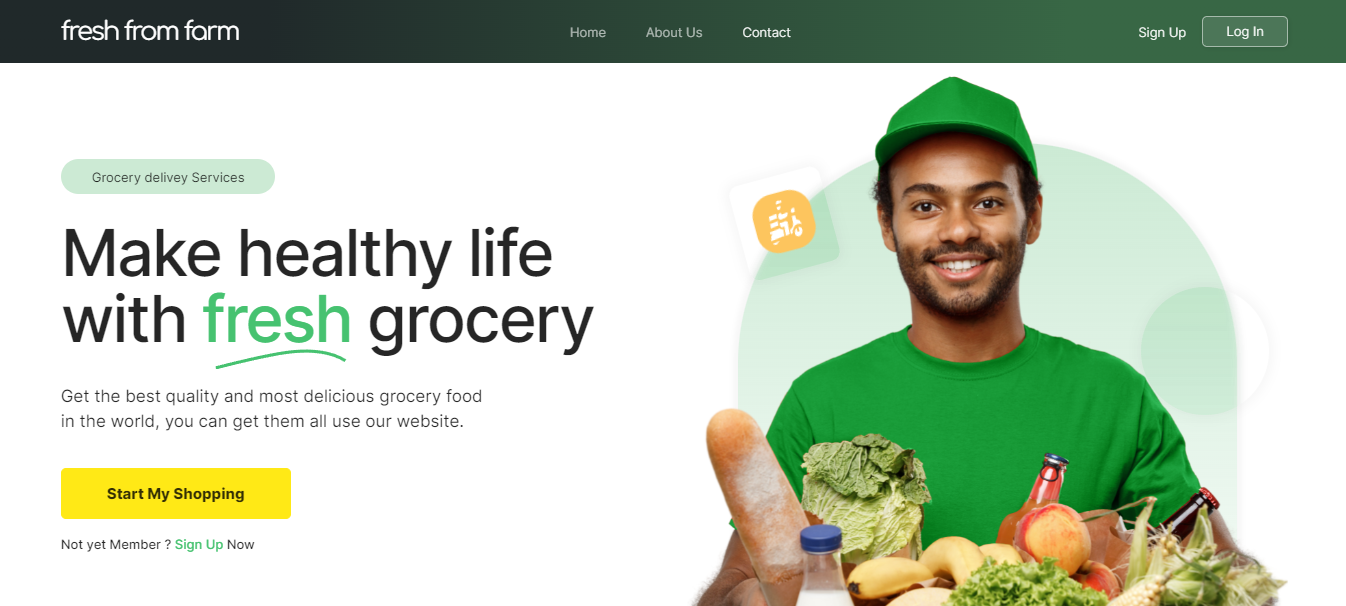 fresh from farm
Home About Us Contact
Sign Up Log In
Grocery delivey Services
Make healthy life
with fresh grocery
Get the best quality and most delicious grocery food
in the world, you can get them all use our website.
Start My Shopping
Not yet Member ? Sign Up Now